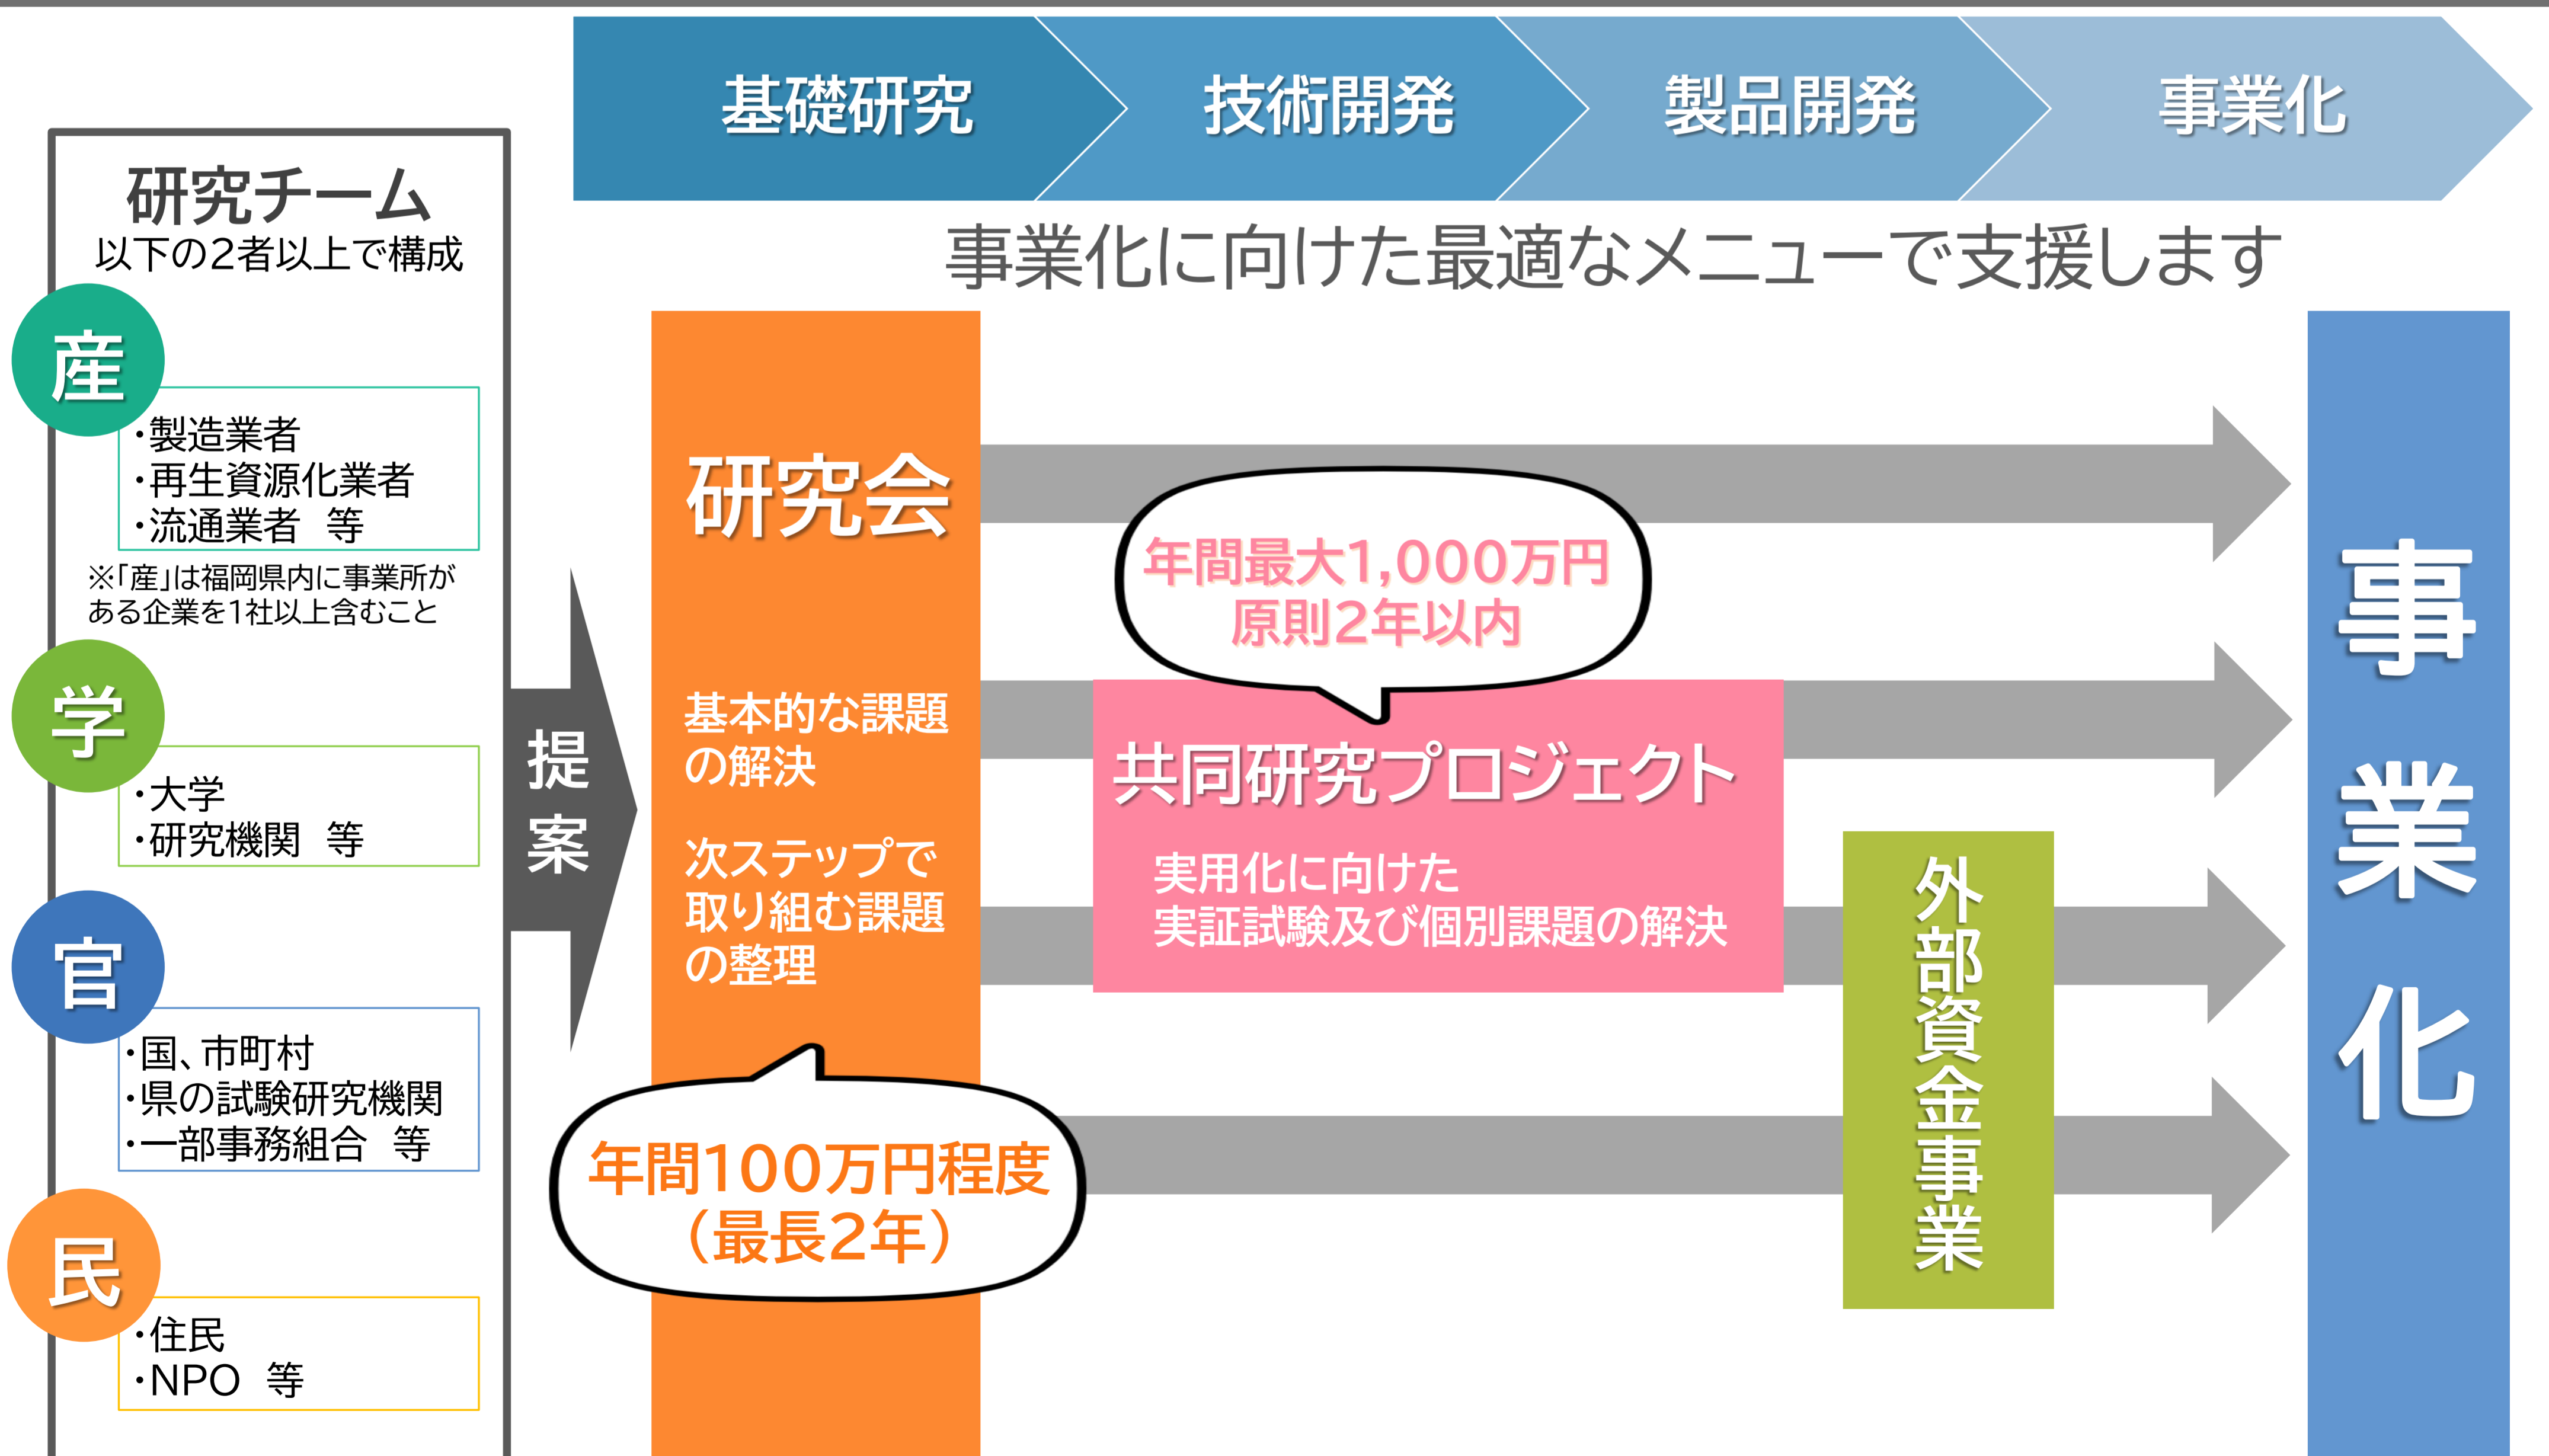 基礎研究
技術開発
製品開発
事業化
事業化に向けた最適なメニューで支援します
研究チーム
以下の2者以上で構成
産
・製造業者
・再生資源化業者
・流通業者 等
※「産」は福岡県内に事業所が
ある企業を1社以上含むこと
学
・大学
・研究機関 等
官
・国、市町村
・県の試験研究機関
・一部事務組合 等
民
・住民
・NPO 等
提案
研究会
基本的な課題
の解決
次ステップで
取り組む課題
の整理
年間100万円程度
（最長2年）
年間最大1,000万円
原則2年以内
共同研究プロジェクト
実用化に向けた
実証試験及び個別課題の解決
外部資金事業
事業化